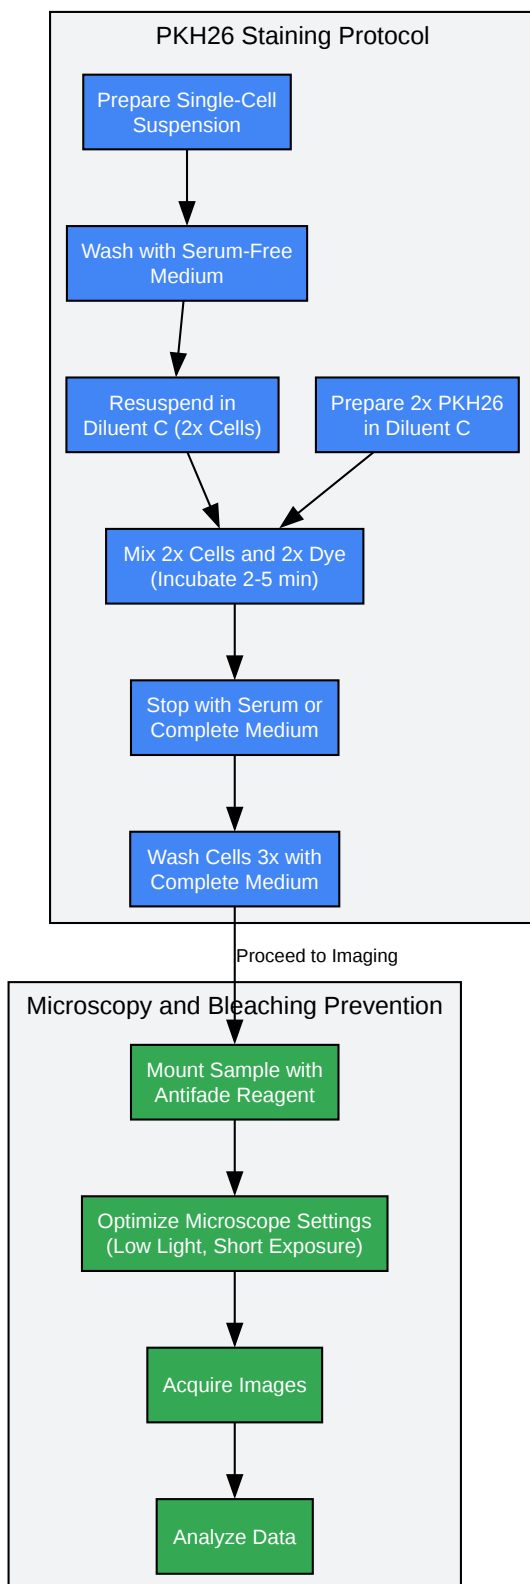 PKH26 Staining Protocol
Prepare Single-Cell
Suspension
Wash with Serum-Free
Medium
Resuspend in
Diluent C (2x Cells)
Prepare 2x PKH26
in Diluent C
Mix 2x Cells and 2x Dye
(Incubate 2-5 min)
Stop with Serum or
Complete Medium
Wash Cells 3x with
Complete Medium
Proceed to Imaging
Microscopy and Bleaching Prevention
Mount Sample with
Antifade Reagent
Optimize Microscope Settings
(Low Light, Short Exposure)
Acquire Images
Analyze Data